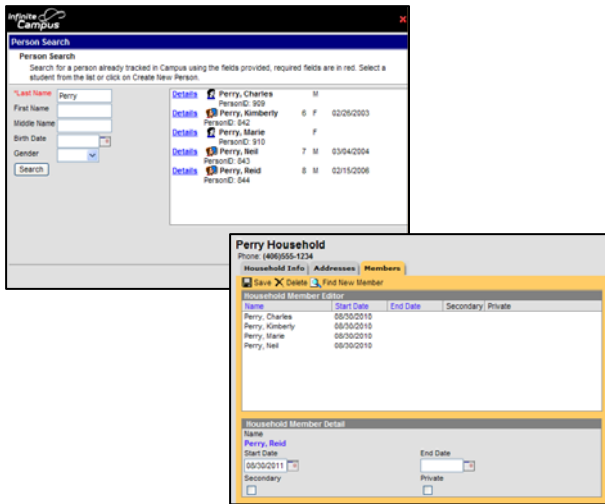 Infinite
Campus
Person Search
Person Search
Search for a person already tracked in Campus using the fields provided, required fields are in red. Select a
student from the list or click on Create New Person.
*Last Name Perry
First Name
Middle Name
Birth Date
Gender
Search
Details Perry, Charles M
PersonID: 909
Details Perry, Kimberly 6 F 02/26/2003
PersonID: 842
Details Perry, Marie F
PersonID: 910
Details Perry, Neil 7 M 03/04/2004
PersonID: 843
Details Perry, Reid 8 M 02/15/2006
PersonID: 844
Perry Household
Phone: (406)555-1234
Household Info Addresses Members
Save Delete Find New Member
Household Member Editor
Name Start Date End Date Secondary Private
Perry, Charles 08/30/2010
Perry, Kimberly 08/30/2010
Perry, Marie 08/30/2010
Perry, Neil 08/30/2010
Household Member Detail
Name
Perry, Reid
Start Date End Date
08/30/2011
Secondary Private